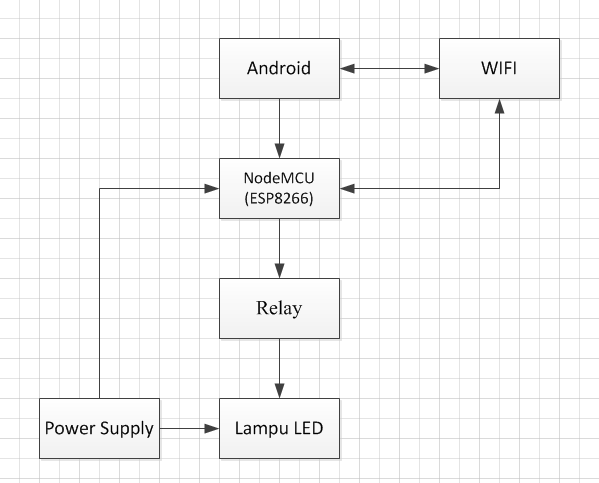 Android
WIFI
NodeMCU
(ESP8266)
Relay
Power Supply
Lampu LED